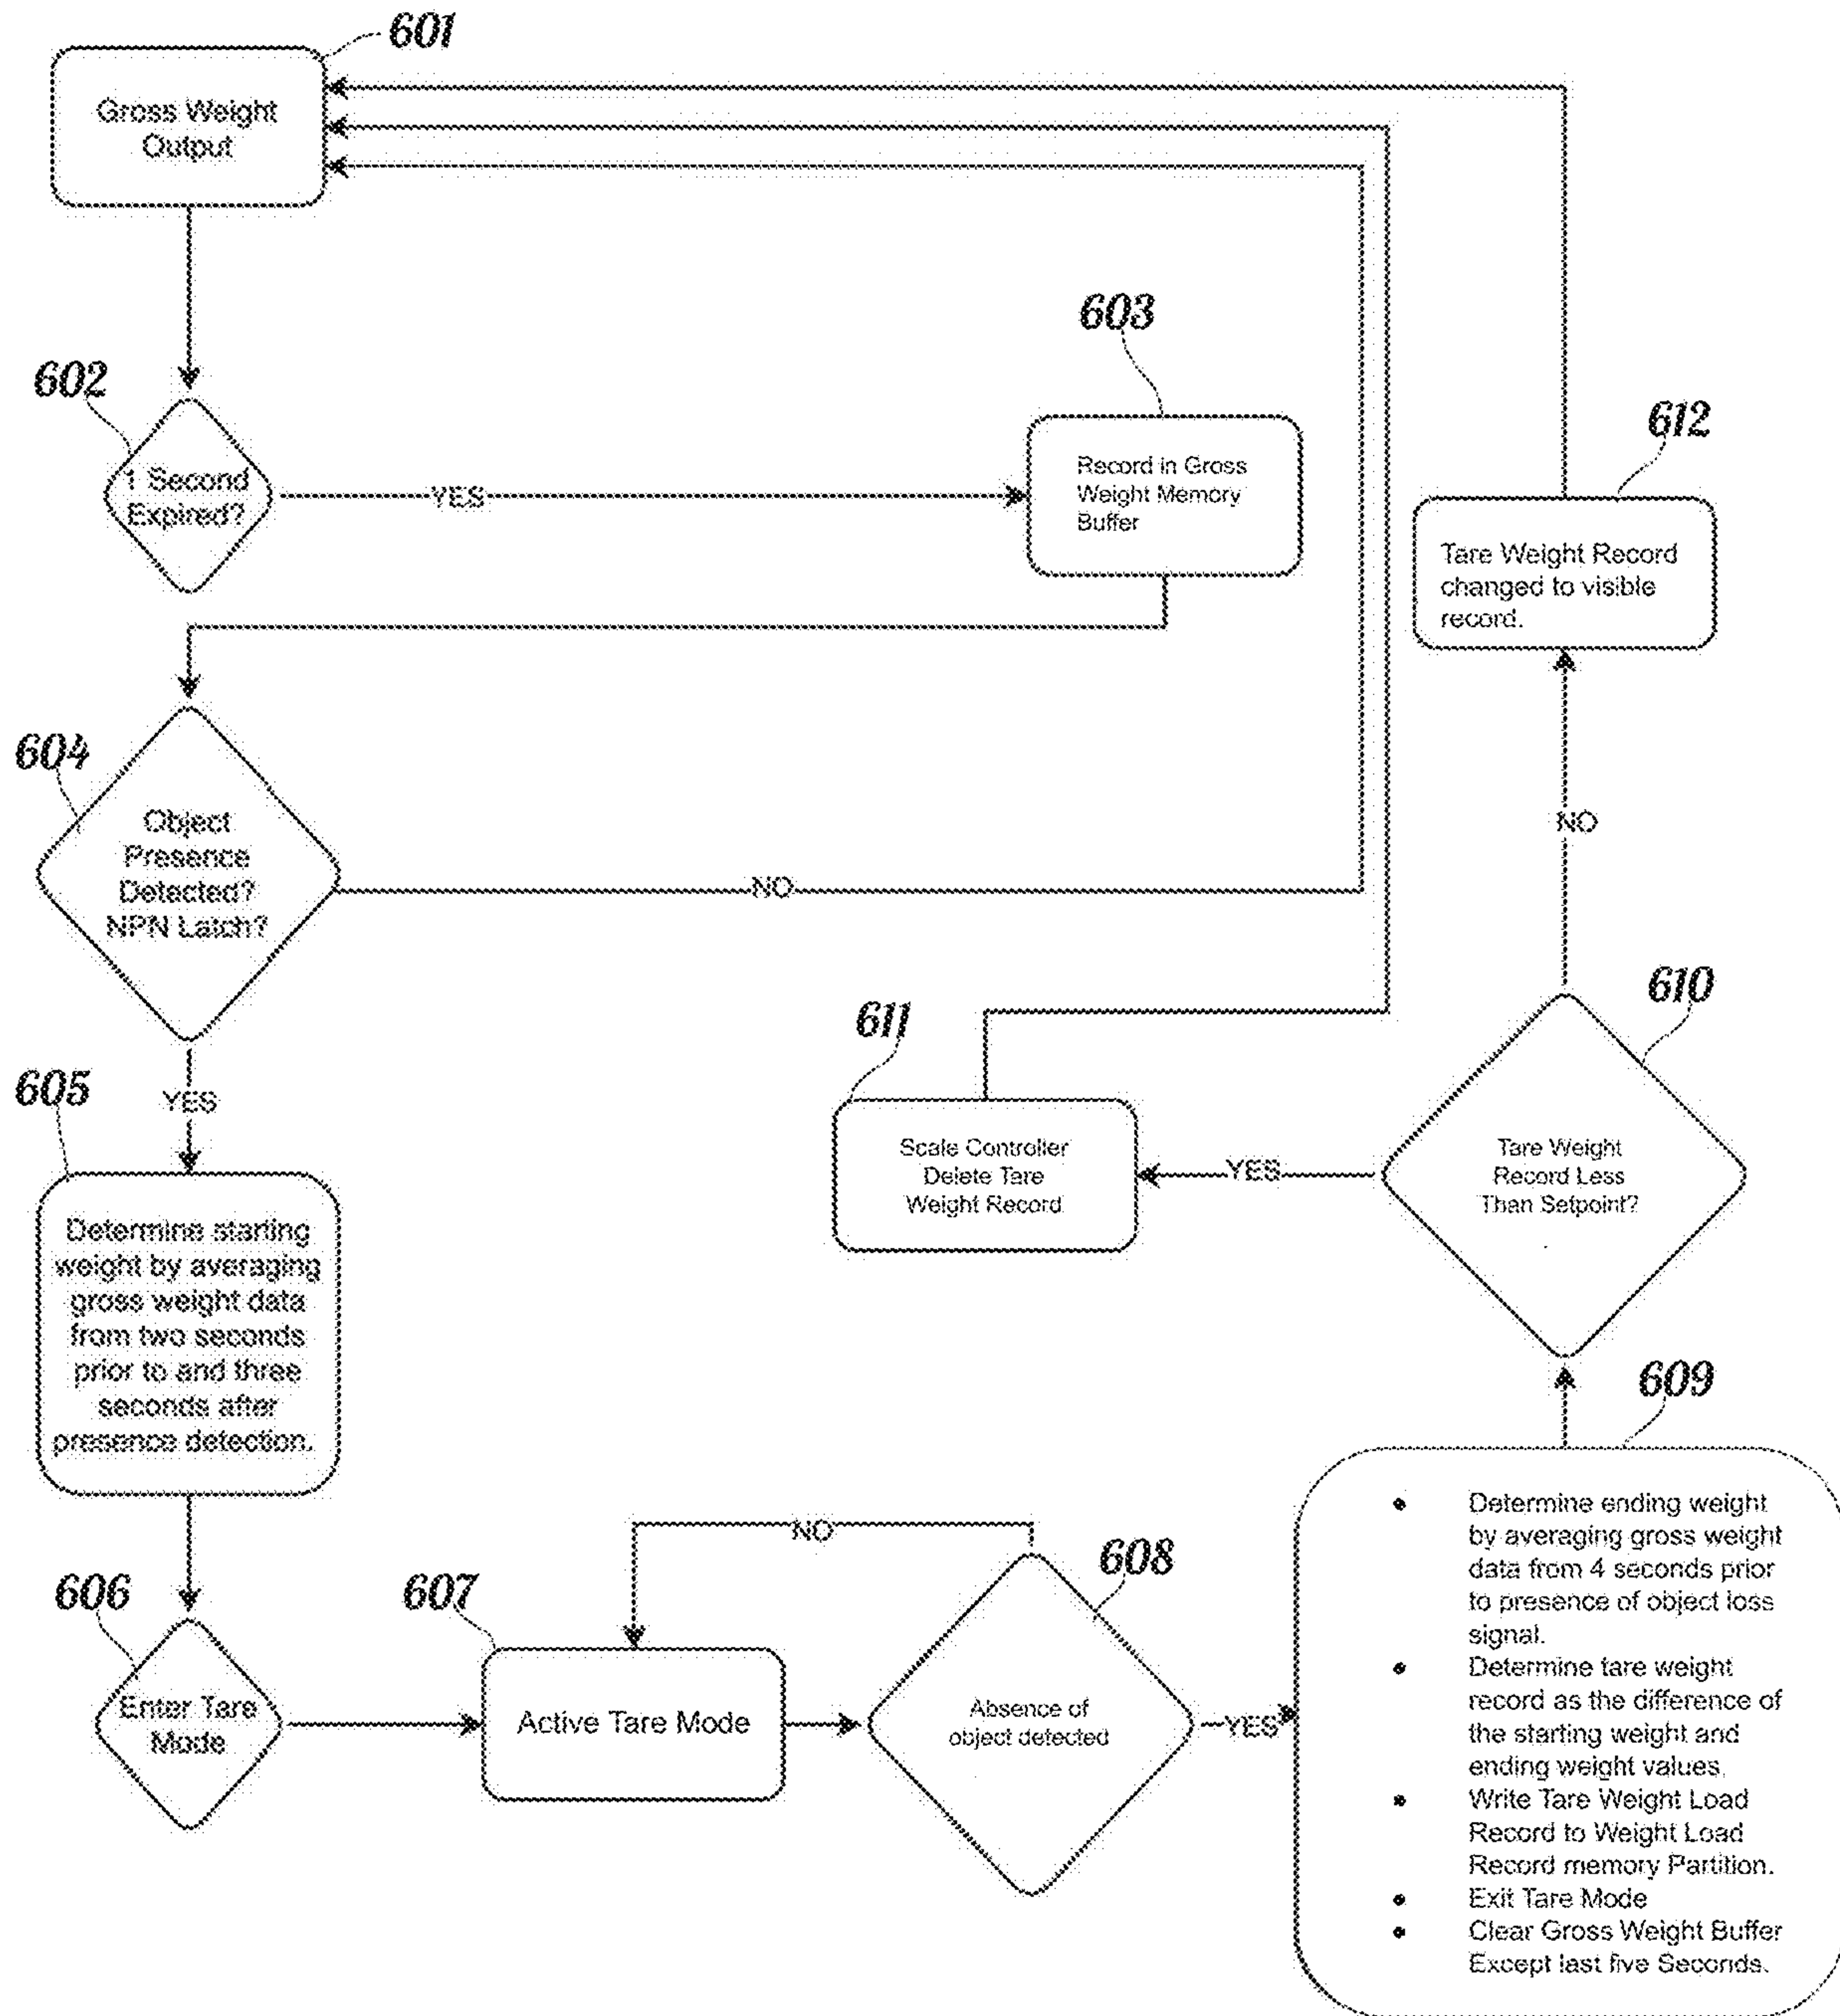 601
Gross Weight
Output
602
1 Second
Expired?
YES
603
Record in Gross
Weight Memory
Buffer
604
Object
Presence
Detected?
NPN Latch?
NO
YES
605
Determine starting
weight by averaging
gross weight data
from two seconds
prior to and three
seconds after
presence detection.
606
Enter Tare
Mode
607
Active Tare Mode
608
Absence of
object detected
NO
YES
609
• Determine ending weight
by averaging gross weight
data from 4 seconds prior
to presence of object loss
signal.
• Determine tare weight
record as the difference of
the starting weight and
ending weight values.
• Write Tare Weight Load
Record to Weight Load
Record memory Partition.
• Exit Tare Mode
• Clear Gross Weight Buffer
Except last five Seconds.
610
Tare Weight
Record Less
Than Setpoint?
YES
611
Scale Controller
Delete Tare
Weight Record
NO
612
Tare Weight Record
changed to visible
record.